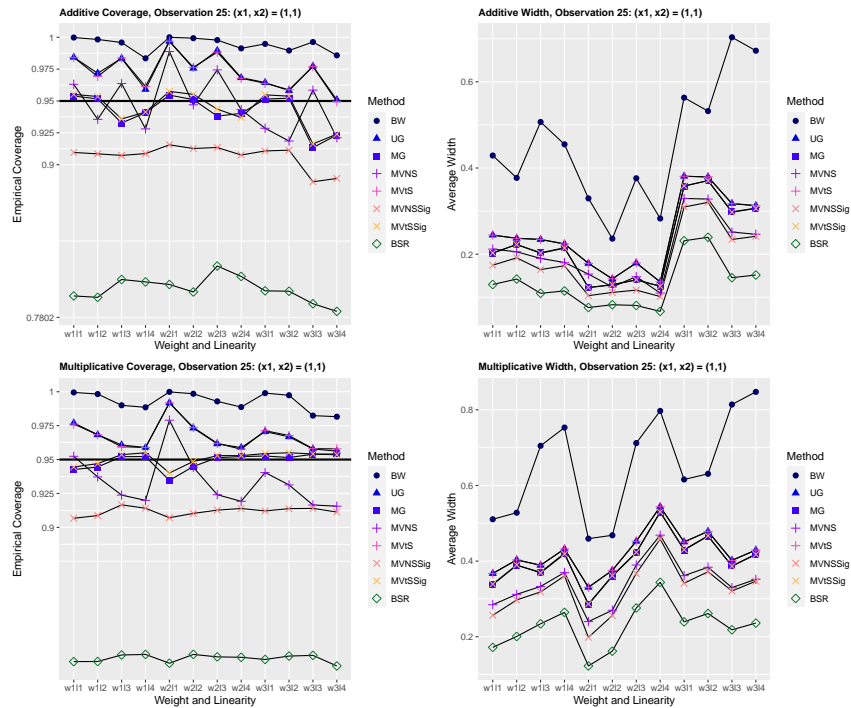 Additive Coverage, Observation 25: (x1, x2) = (1,1)
Empirical Coverage
1
0.975
0.95
0.925
0.9
0.7802
w1l1 w1l2 w1l3 w1l4 w2l1 w2l2 w2l3 w2l4 w3l1 w3l2 w3l3 w3l4
Weight and Linearity
Method
BW
UG
MG
MVNS
MVtS
MVNSSig
MVtSSig
BSR
Additive Width, Observation 25: (x1, x2) = (1,1)
Average Width
0.6
0.4
0.2
w1l1 w1l2 w1l3 w1l4 w2l1 w2l2 w2l3 w2l4 w3l1 w3l2 w3l3 w3l4
Weight and Linearity
Method
BW
UG
MG
MVNS
MVtS
MVNSSig
MVtSSig
BSR
Multiplicative Coverage, Observation 25: (x1, x2) = (1,1)
Empirical Coverage
1
0.975
0.95
0.925
0.9
w1l1 w1l2 w1l3 w1l4 w2l1 w2l2 w2l3 w2l4 w3l1 w3l2 w3l3 w3l4
Weight and Linearity
Method
BW
UG
MG
MVNS
MVtS
MVNSSig
MVtSSig
BSR
Multiplicative Width, Observation 25: (x1, x2) = (1,1)
Average Width
0.8
0.6
0.4
0.2
w1l1 w1l2 w1l3 w1l4 w2l1 w2l2 w2l3 w2l4 w3l1 w3l2 w3l3 w3l4
Weight and Linearity
Method
BW
UG
MG
MVNS
MVtS
MVNSSig
MVtSSig
BSR